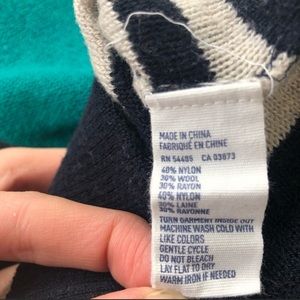 MADE IN CHINA
FABRIQUÉ EN CHINE
RN 54485 CA 03873
40% NYLON
30% WOOL
30% RAYON
40% NYLON
30% LAINE
30% RAYONNE
TURN GARMENT INSIDE OUT
MACHINE WASH COLD WITH
LIKE COLORS
GENTLE CYCLE
DO NOT BLEACH
LAY FLAT TO DRY
WARM IRON IF NEEDED